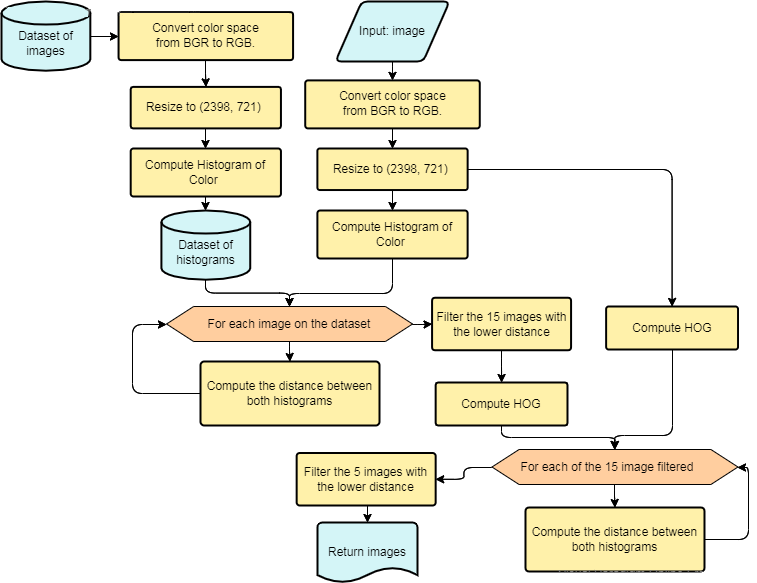 Dataset of
images
Convert color space
from BGR to RGB.
Input: image
Resize to (2398, 721)
Convert color space
from BGR to RGB.
Compute Histogram of
Color
Resize to (2398, 721)
Dataset of
histograms
Compute Histogram of
Color
For each image on the dataset
Filter the 15 images with
the lower distance
Compute HOG
Compute the distance between
both histograms
Compute HOG
Filter the 5 images with
the lower distance
For each of the 15 image filtered
Compute the distance between
both histograms
Return images